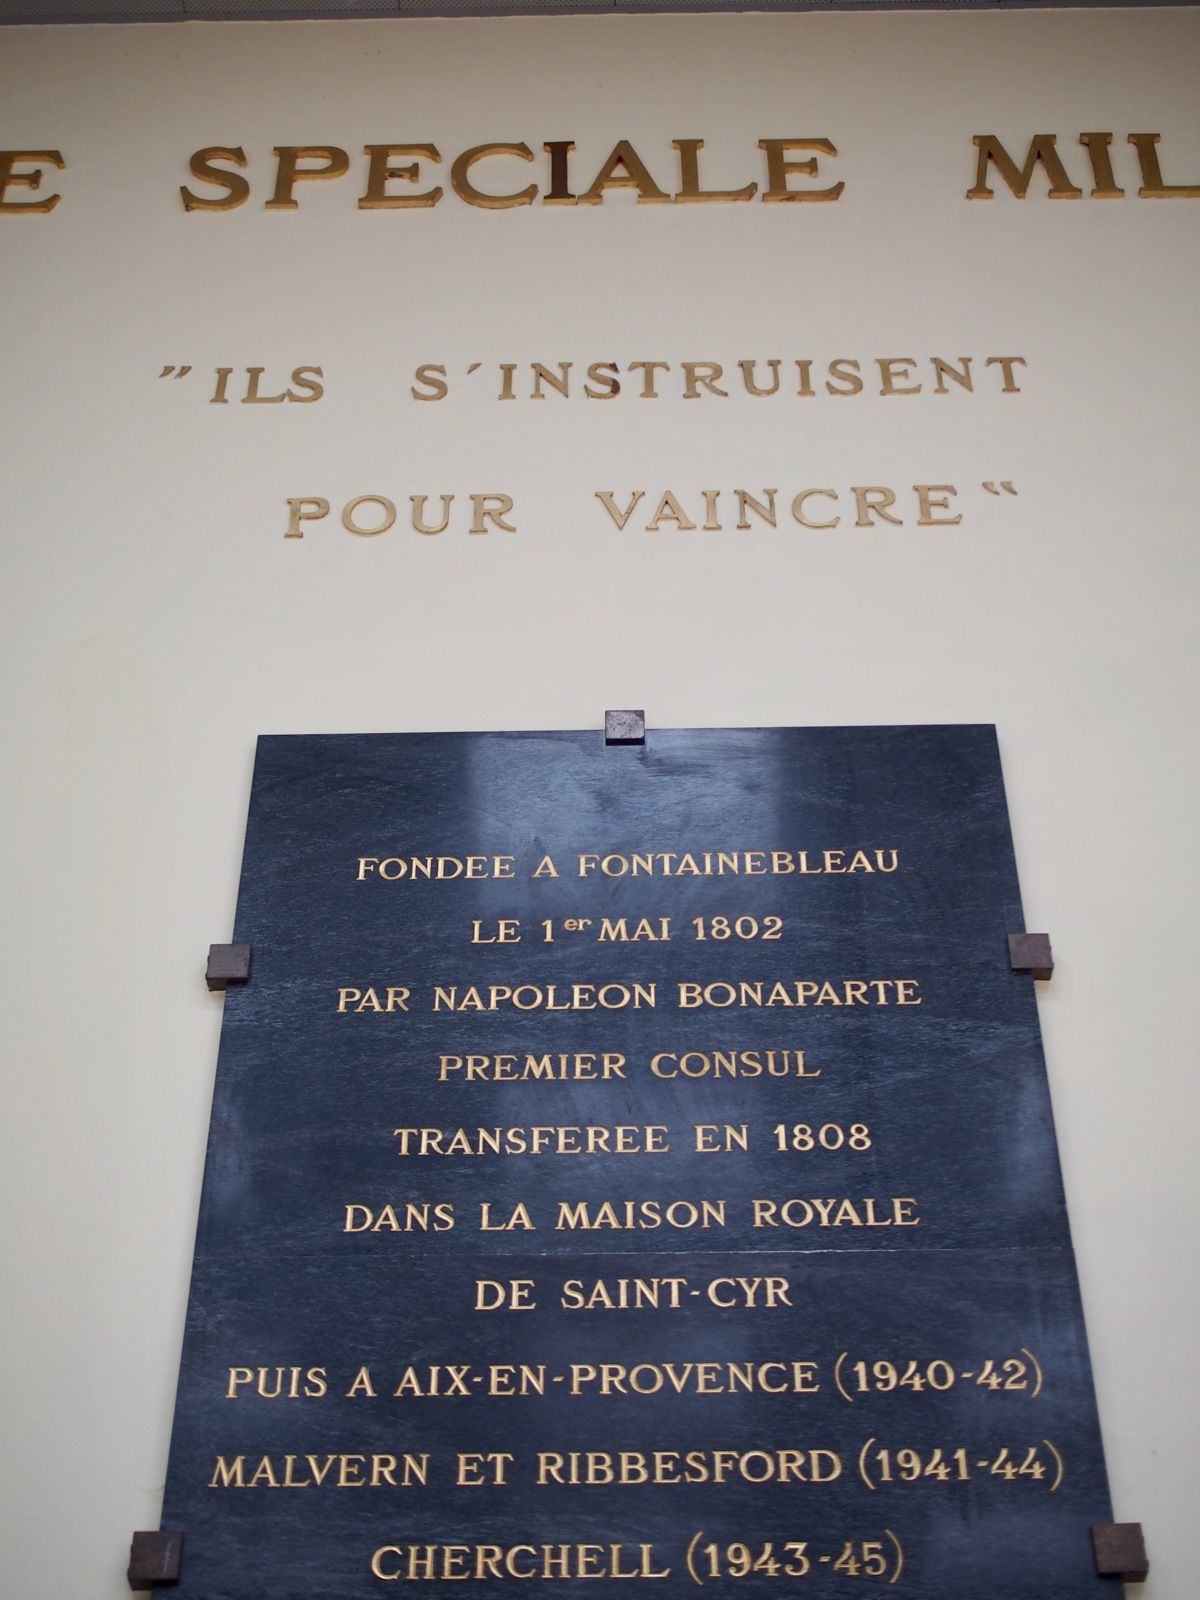 E SPECIALE MIL
"ILS S'INSTRUISENT
POUR VAINCRE"
FONDEE A FONTAINEBLEAU
LE 1er MAI 1802
PAR NAPOLEON BONAPARTE
PREMIER CONSUL
TRANSFEREE EN 1808
DANS LA MAISON ROYALE
DE SAINT-CYR
PUIS A AIX-EN-PROVENCE (1940-42)
MALVERN ET RIBBESFORD (1941-44)
CHERCHELL (1943-45)